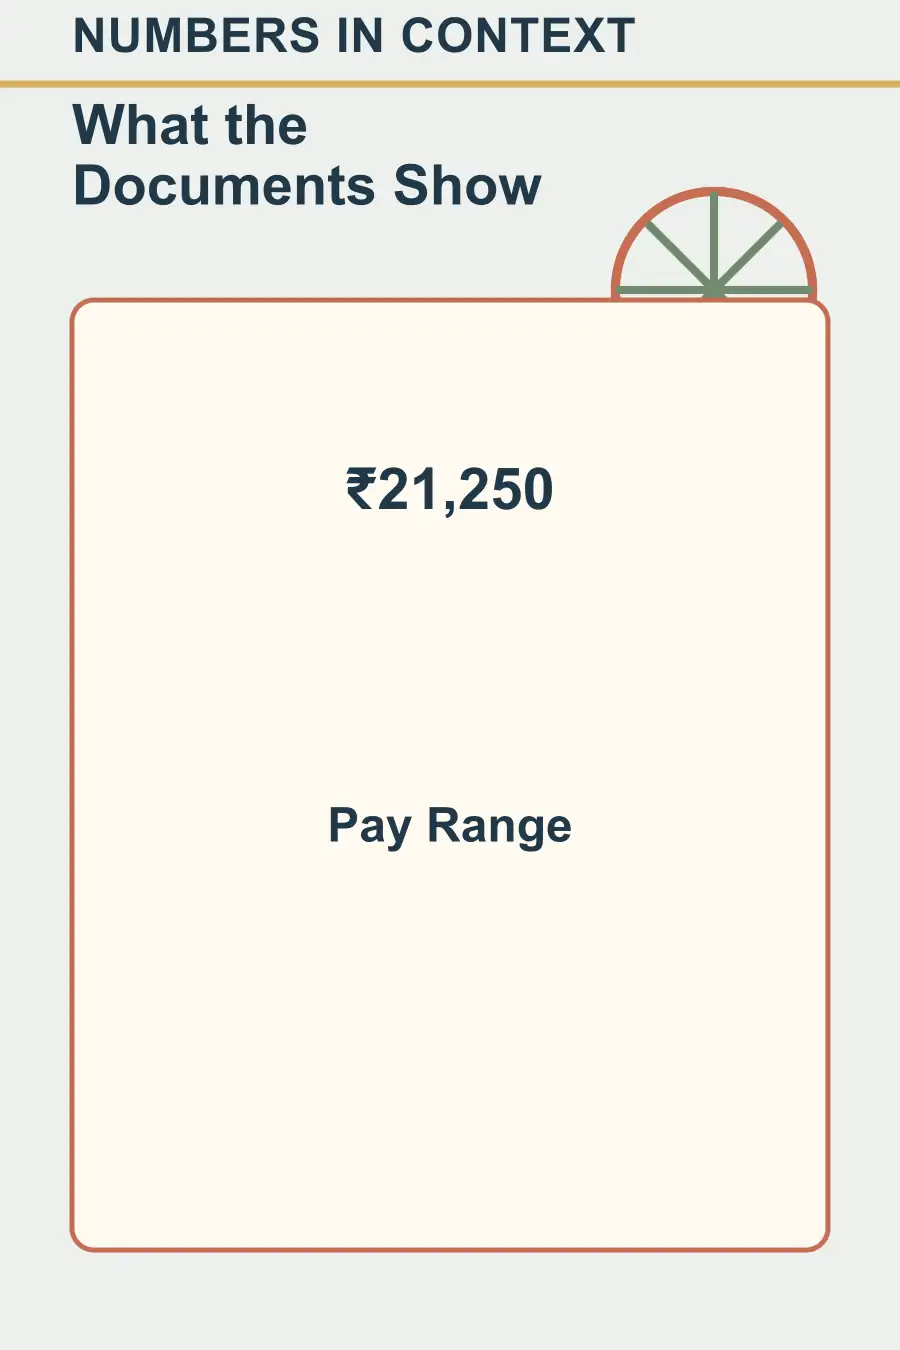 NUMBERS IN CONTEXT
What the
Documents Show
₹21,250
Pay Range